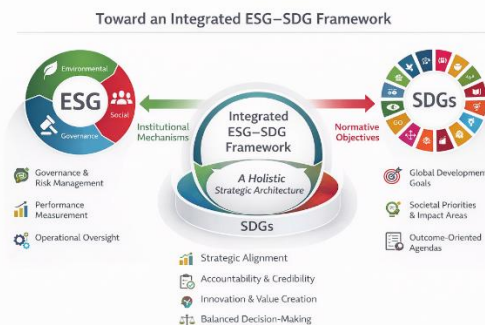 Toward an Integrated ESG–SDG Framework
Environmental
ESG
Social
Governance
Institutional
Mechanisms
Integrated
ESG–SDG
Framework
A Holistic
Strategic Architecture
SDGs
Normative
Objectives
SDGs
Governance &
Risk Management
Performance
Measurement
Operational Oversight
Strategic Alignment
Accountability & Credibility
Innovation & Value Creation
Balanced Decision-Making
Global Development
Goals
Societal Priorities
& Impact Areas
Outcome-Oriented
Agendas